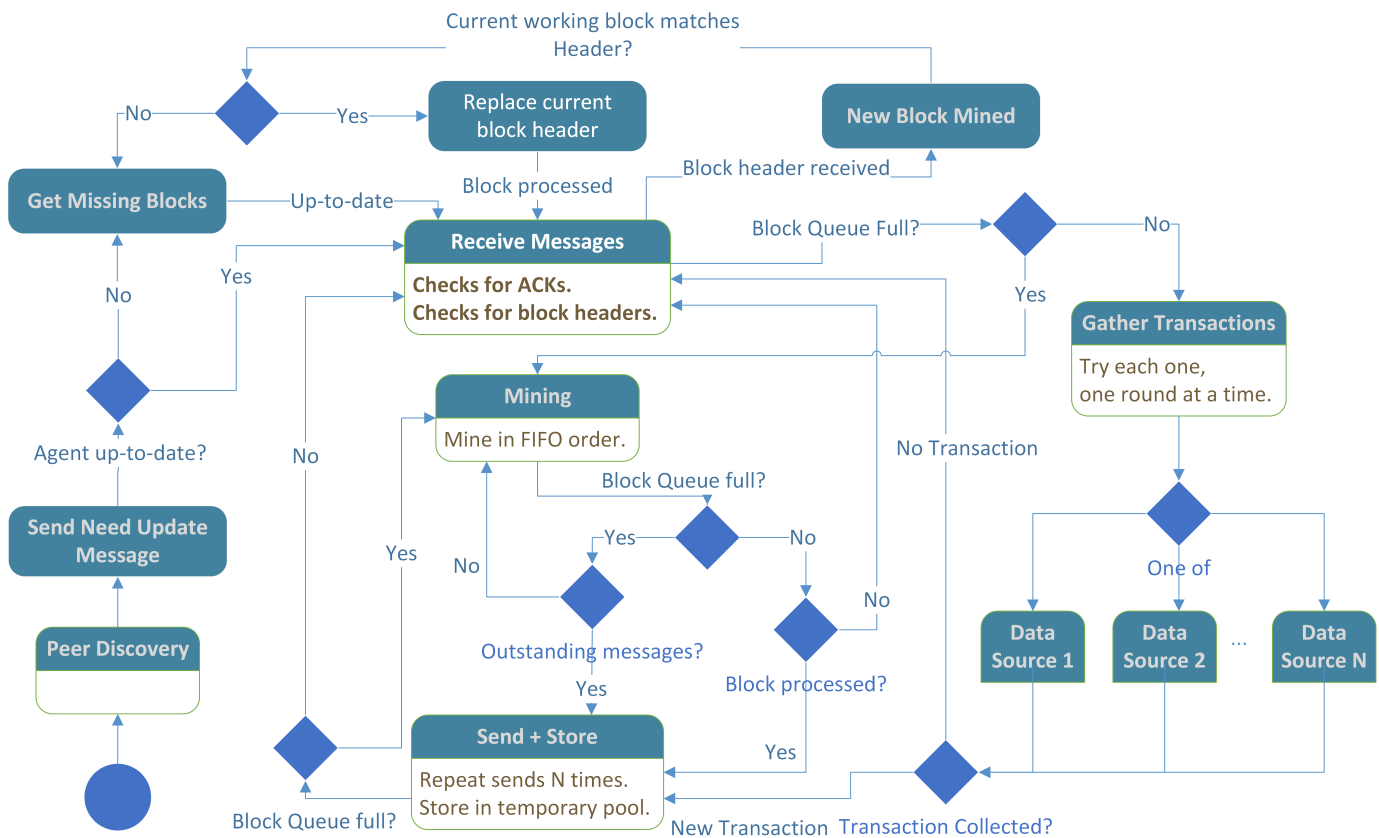 Current working block matches
Header?
No
Yes
Replace current
block header
New Block Mined
Block header received
Block processed
Get Missing Blocks
Up-to-date
Receive Messages
Checks for ACKs.
Checks for block headers.
Block Queue Full?
No
Yes
Yes
No
Gather Transactions
Try each one,
one round at a time.
Mining
Mine in FIFO order.
Agent up-to-date?
No
No Transaction
Block Queue full?
Send Need Update
Message
Yes
Yes
No
No
One of
No
Peer Discovery
Data
Source 1
Data
Source 2
...
Data
Source N
Outstanding messages?
Block processed?
Yes
Send + Store
Repeat sends N times.
Store in temporary pool.
Yes
Block Queue full?
New Transaction
Transaction Collected?